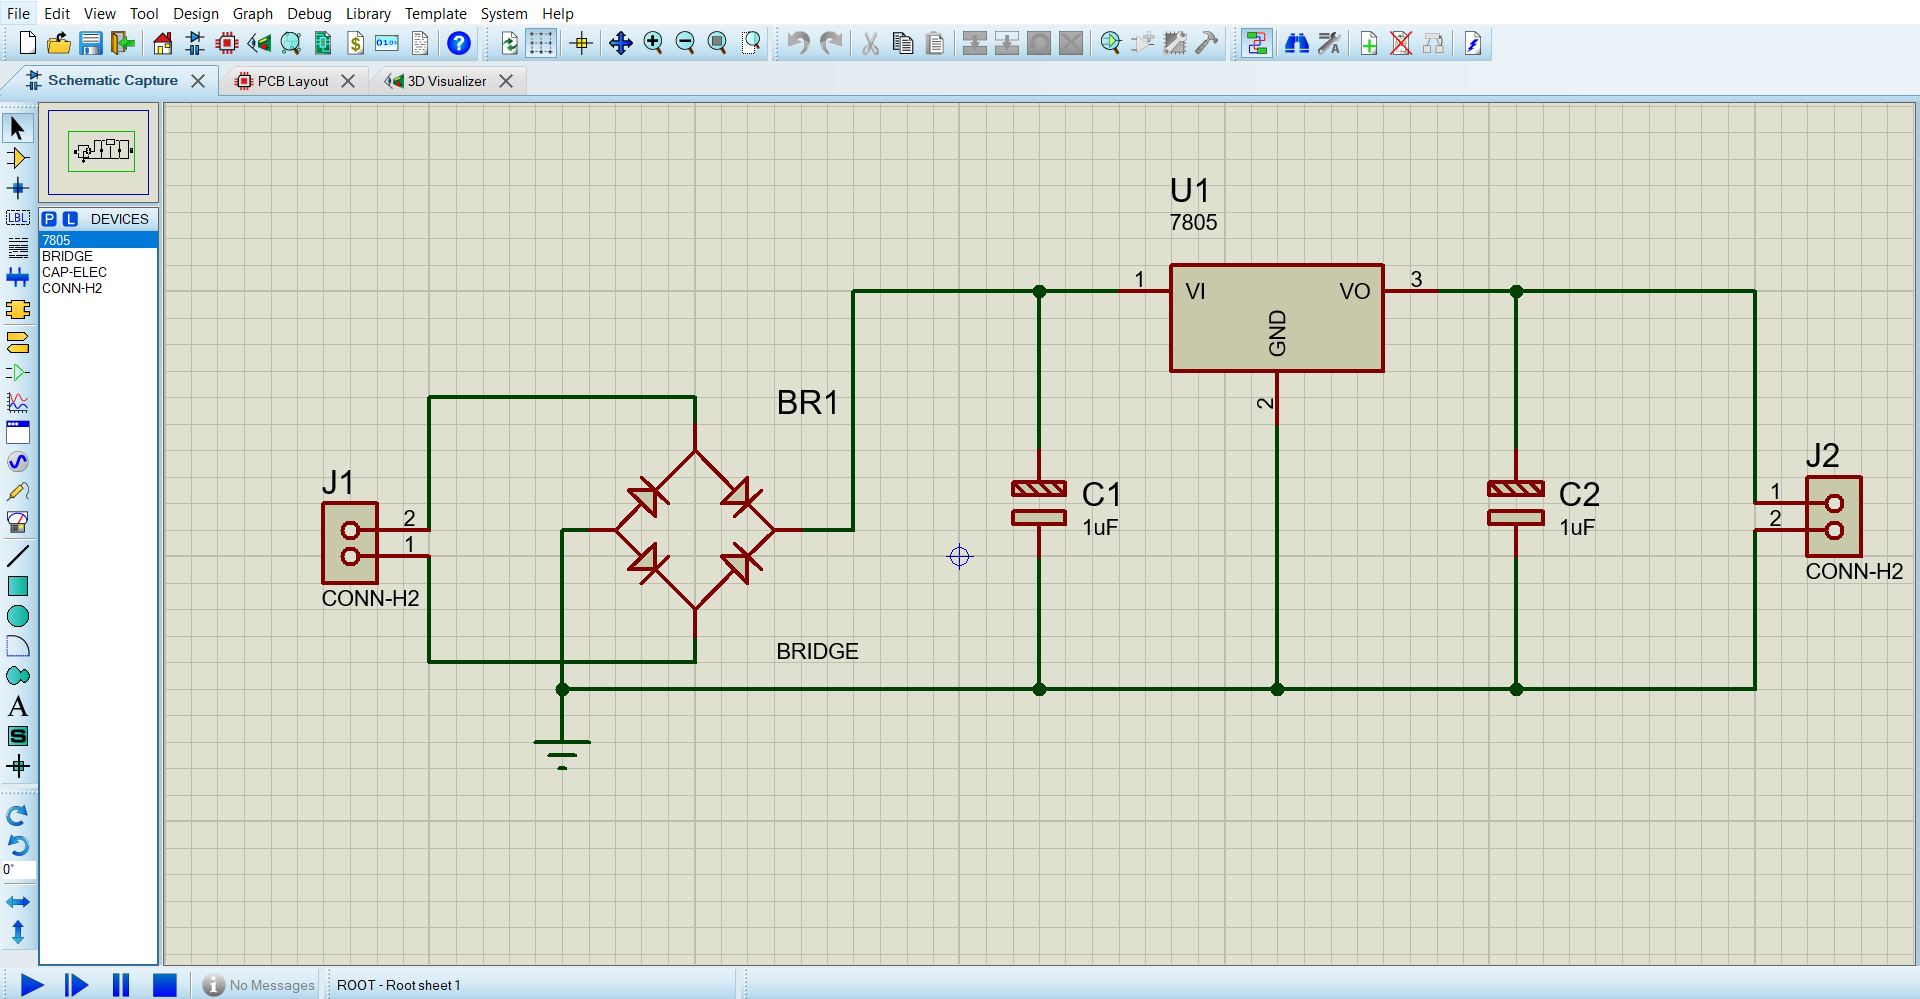 File Edit View Tool Design Graph Debug Library Template System Help
$ 0101 ?
Schematic Capture PCB Layout 3D Visualizer
P L DEVICES
7805
BRIDGE
CAP-ELEC
CONN-H2
LBL
A
S
0°
U1
7805
1 VI VO 3
GND
2
BR1
BRIDGE
J1
2
1
CONN-H2
C1
1uF
C2
1uF
J2
1
2
CONN-H2
i No Messages ROOT - Root sheet 1